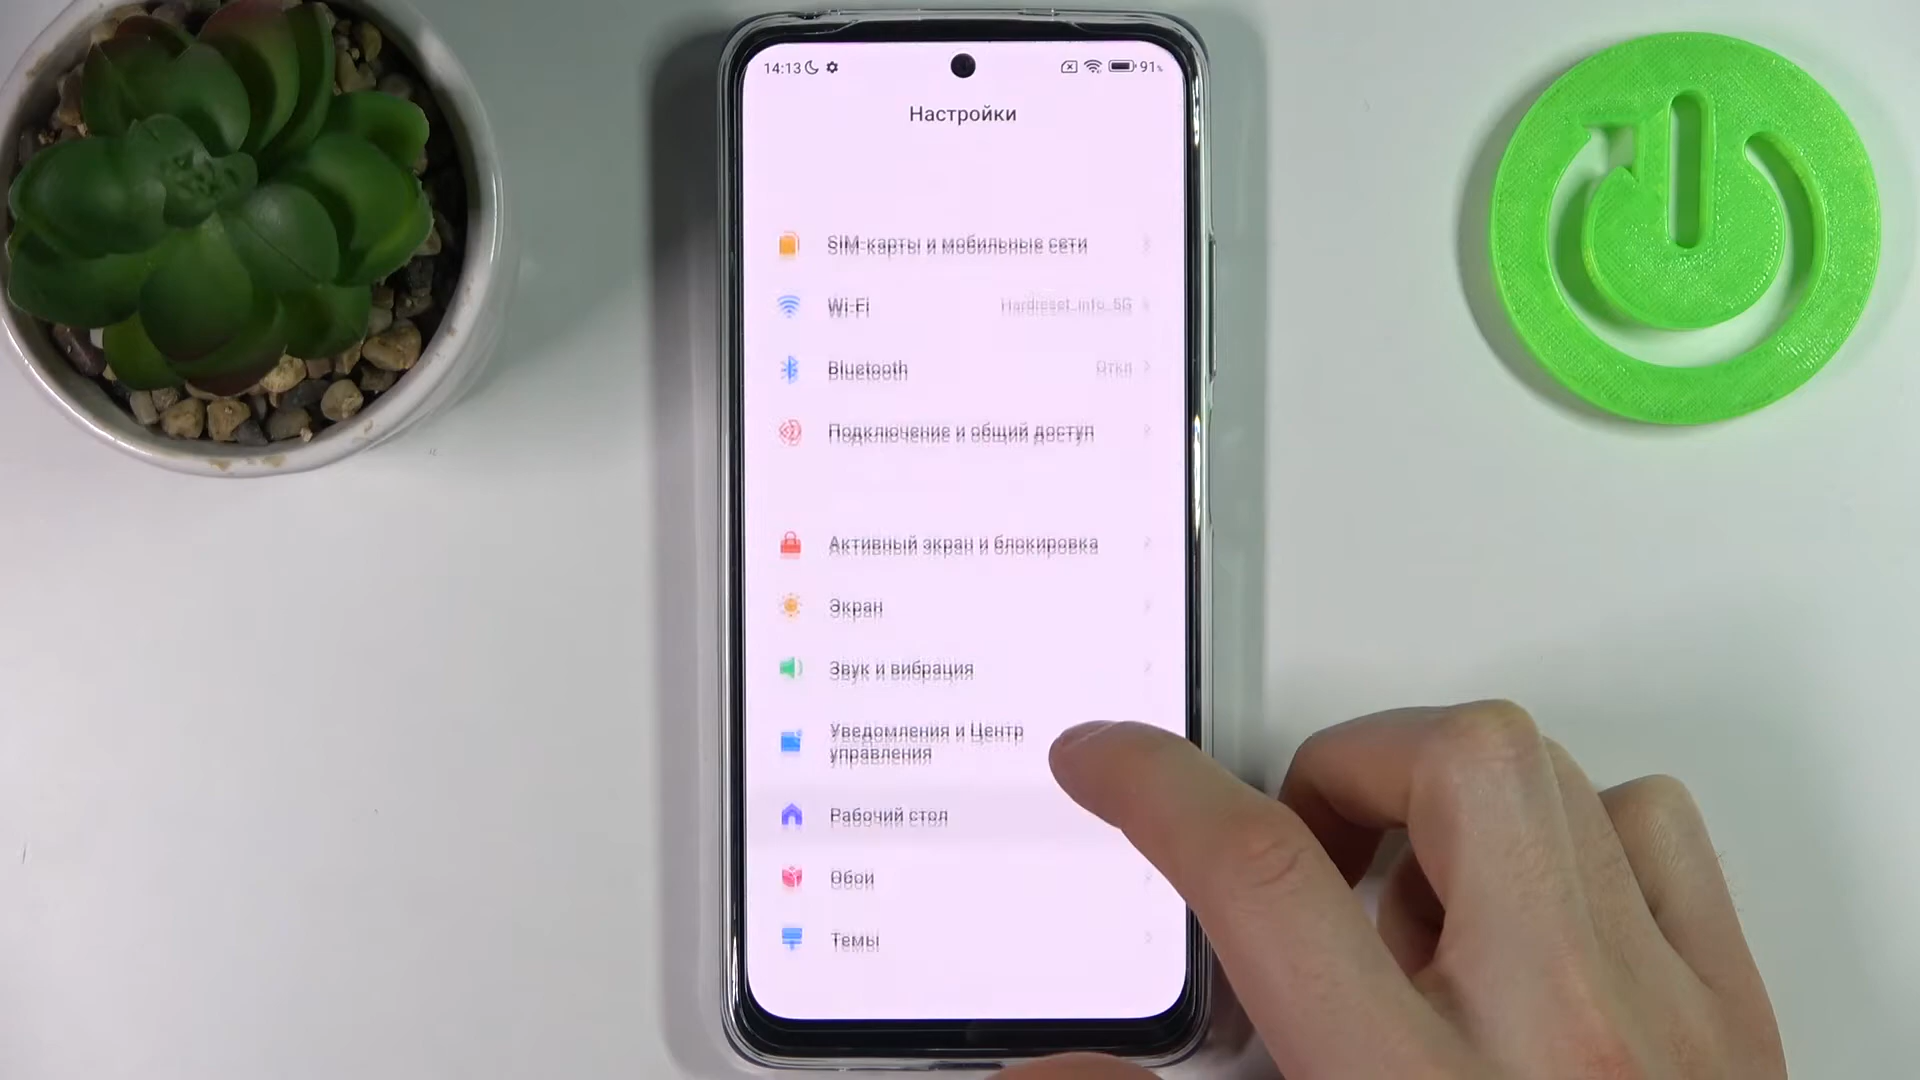 14:13
91%
Настройки
SIM-карты и мобильные сети
Wi-Fi
Hardreset_info_5G
Bluetooth
Откл
Подключение и общий доступ
Активный экран и блокировка
Экран
Звук и вибрация
Уведомления и Центр
управления
Рабочий стол
Обои
Темы